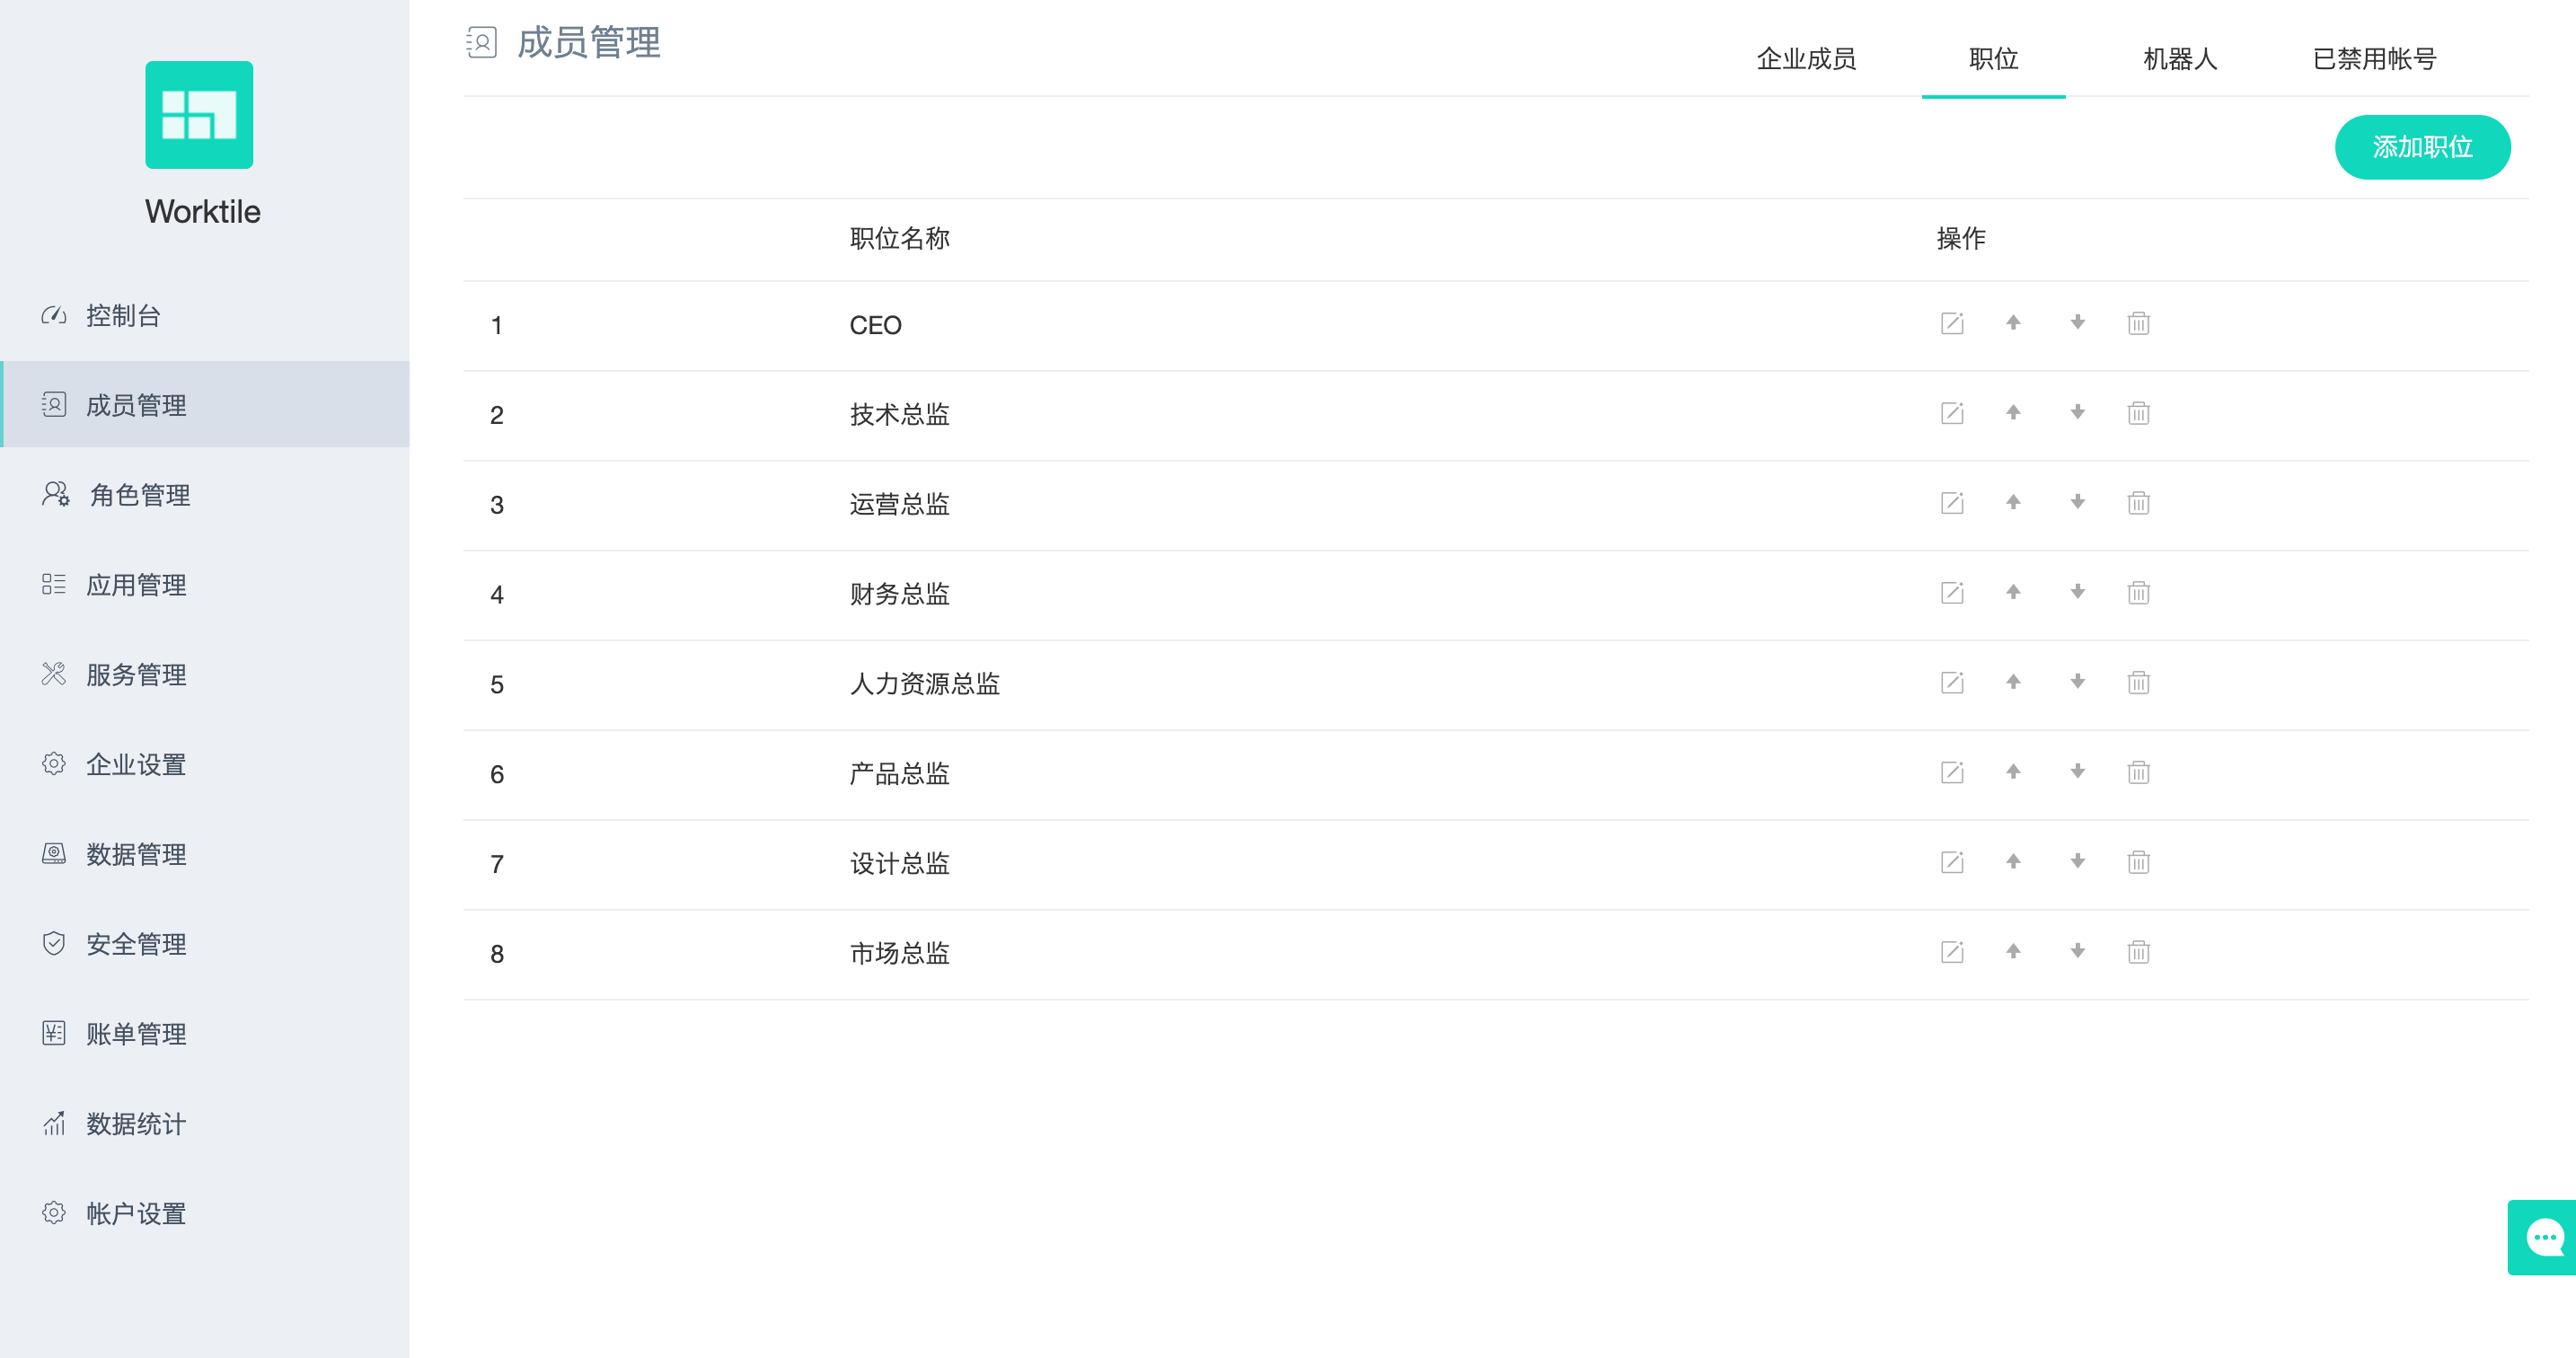 Worktile
控制台
成员管理
角色管理
应用管理
服务管理
企业设置
数据管理
安全管理
账单管理
数据统计
帐户设置
成员管理
企业成员 职位 机器人 已禁用帐号
添加职位
职位名称 操作
1 CEO
2 技术总监
3 运营总监
4 财务总监
5 人力资源总监
6 产品总监
7 设计总监
8 市场总监